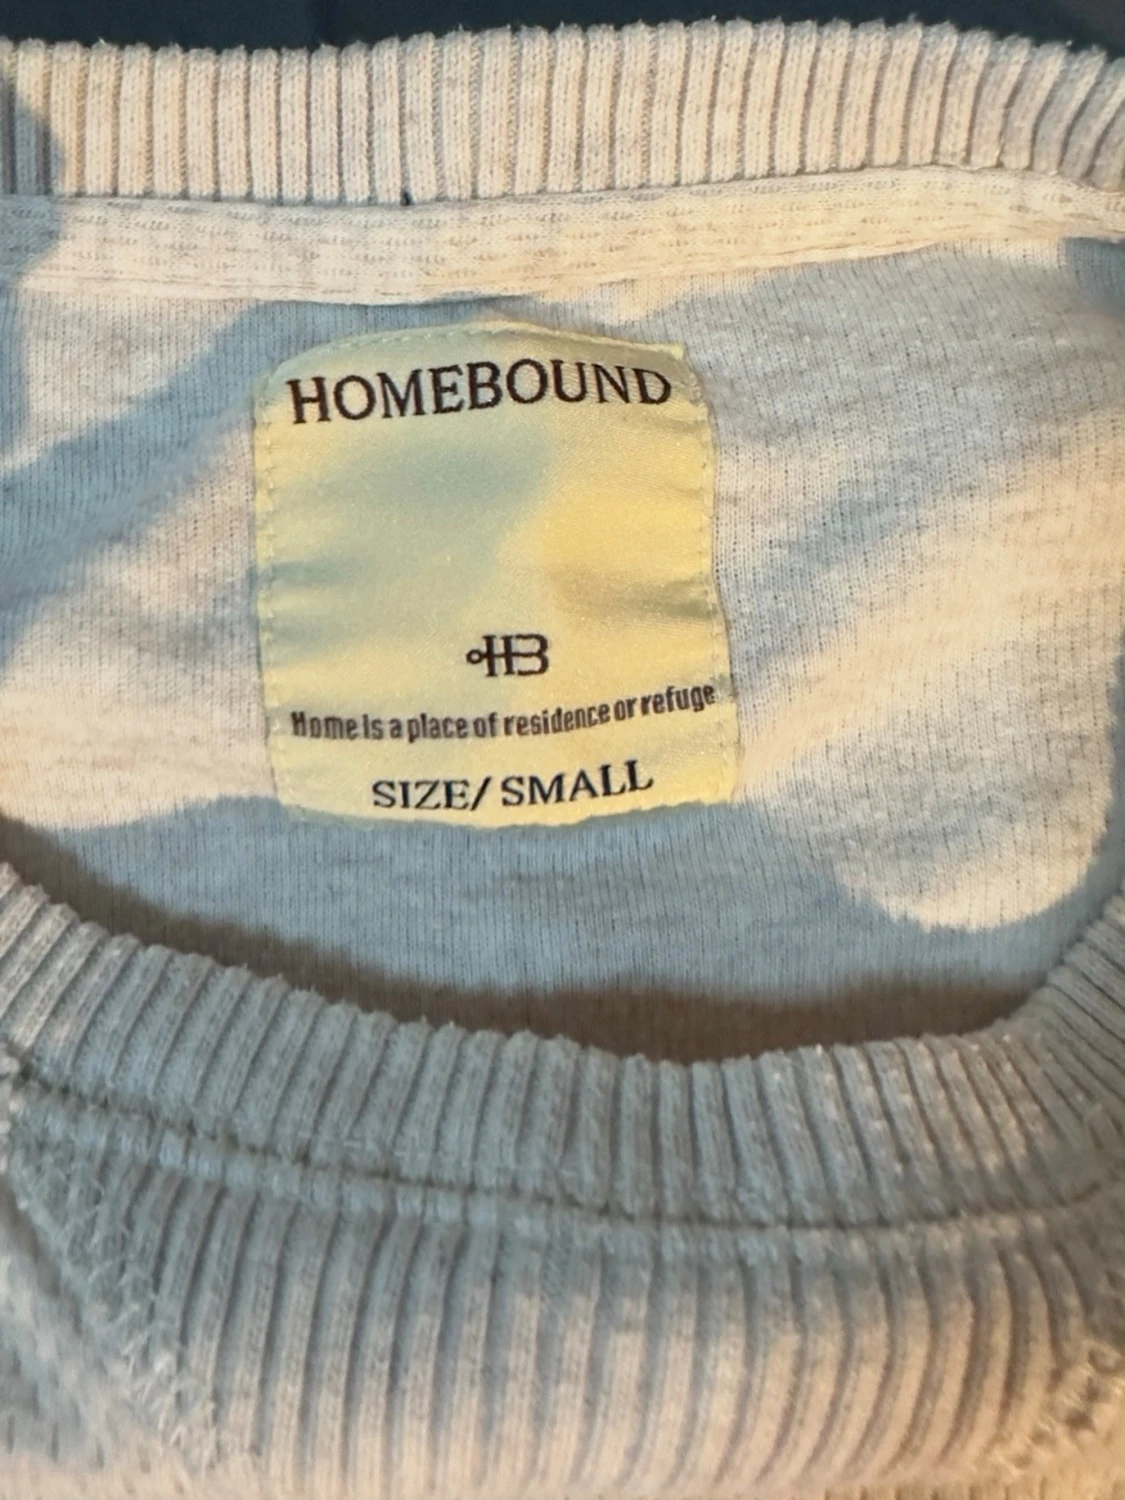 HOMEBOUND
HB
Home is a place of residence or refuge
SIZE/ SMALL